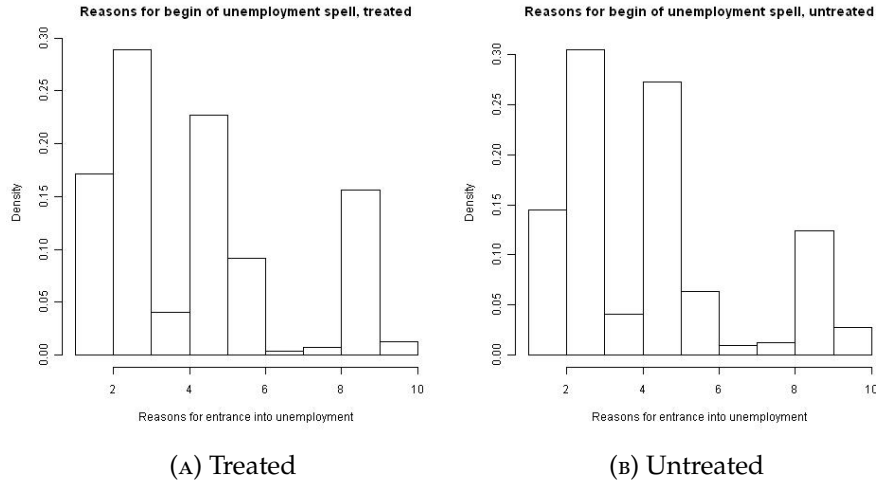 Reasons for begin of unemployment spell, treated
0.30
0.25
0.20
0.15
0.10
0.05
0.00
Density
2 4 6 8 10
Reasons for entrance into unemployment
(A) Treated
Reasons for begin of unemployment spell, untreated
0.30
0.25
0.20
0.15
0.10
0.05
0.00
Density
2 4 6 8 10
Reasons for entrance into unemployment
(B) Untreated